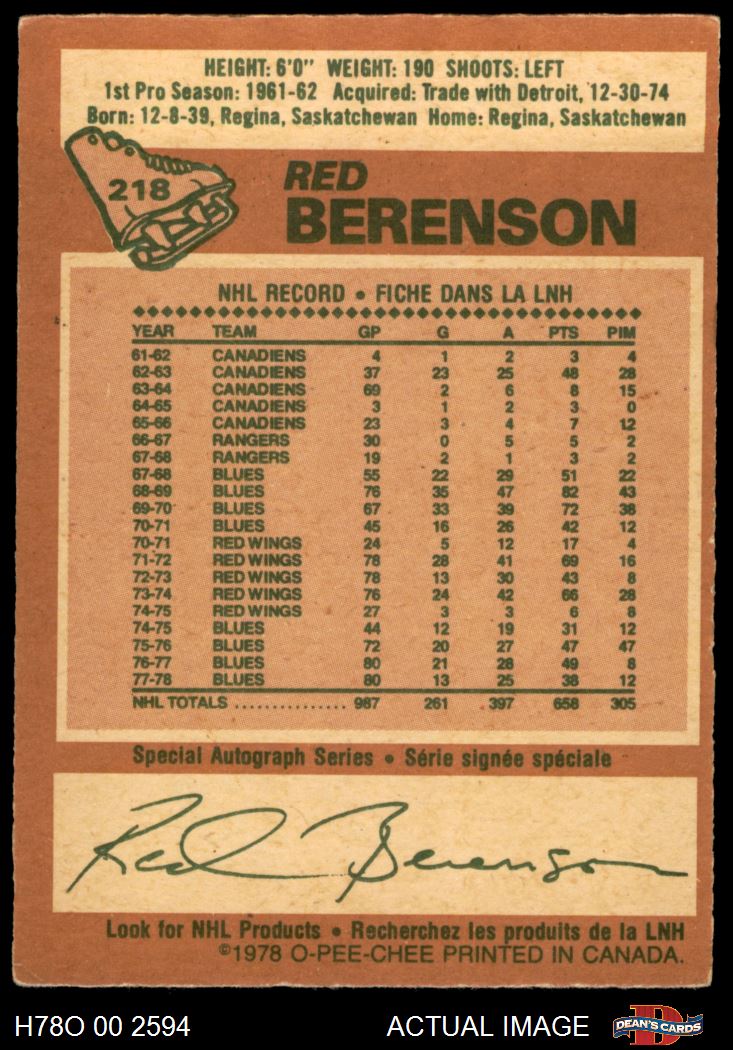 HEIGHT: 6'0" WEIGHT: 190 SHOOTS: LEFT
1st Pro Season: 1961-62 Acquired: Trade with Detroit, 12-30-74
Born: 12-8-39, Regina, Saskatchewan Home: Regina, Saskatchewan
218
RED
BERENSON
NHL RECORD • FICHE DANS LA LNH
YEAR TEAM GP G A PTS PIM
61-62 CANADIENS 4 1 2 3 4
62-63 CANADIENS 37 23 25 48 28
63-64 CANADIENS 69 2 6 8 15
64-65 CANADIENS 3 1 2 3 0
65-66 CANADIENS 23 3 4 7 12
66-67 RANGERS 30 0 5 5 2
67-68 RANGERS 19 2 1 3 2
67-68 BLUES 55 22 29 51 22
68-69 BLUES 76 35 47 82 43
69-70 BLUES 67 33 39 72 38
70-71 BLUES 45 16 26 42 12
70-71 RED WINGS 24 5 12 17 4
71-72 RED WINGS 78 28 41 69 16
72-73 RED WINGS 78 13 30 43 8
73-74 RED WINGS 76 24 42 66 28
74-75 RED WINGS 27 3 3 6 8
74-75 BLUES 44 12 19 31 12
75-76 BLUES 72 20 27 47 47
76-77 BLUES 80 21 28 49 8
77-78 BLUES 80 13 25 38 12
NHL TOTALS ................ 987 261 397 658 305
Special Autograph Series • Série signée spéciale
Red Berenson
Look for NHL Products • Recherchez les produits de la LNH
©1978 O-PEE-CHEE PRINTED IN CANADA.
H78O 00 2594 ACTUAL IMAGE D DEAN'S CARDS